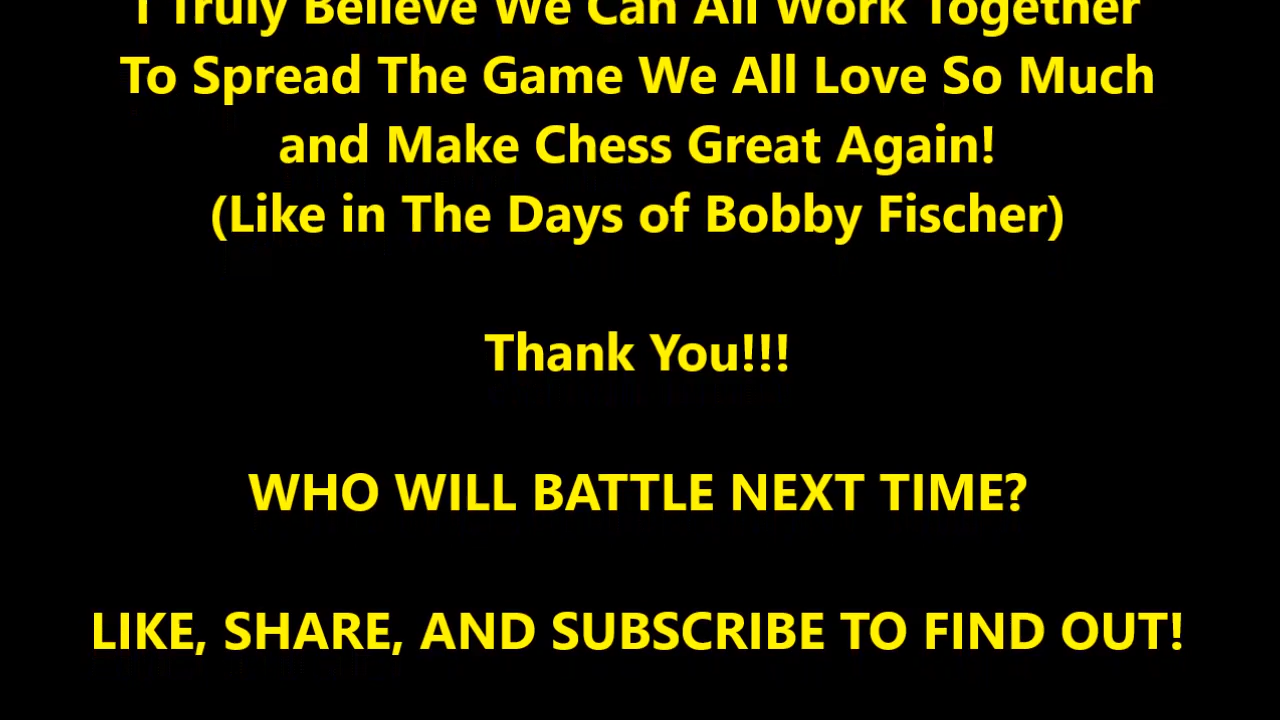 I Truly Believe We Can All Work Together
To Spread The Game We All Love So Much
and Make Chess Great Again!
(Like in The Days of Bobby Fischer)
Thank You!!!
WHO WILL BATTLE NEXT TIME?
LIKE, SHARE, AND SUBSCRIBE TO FIND OUT!